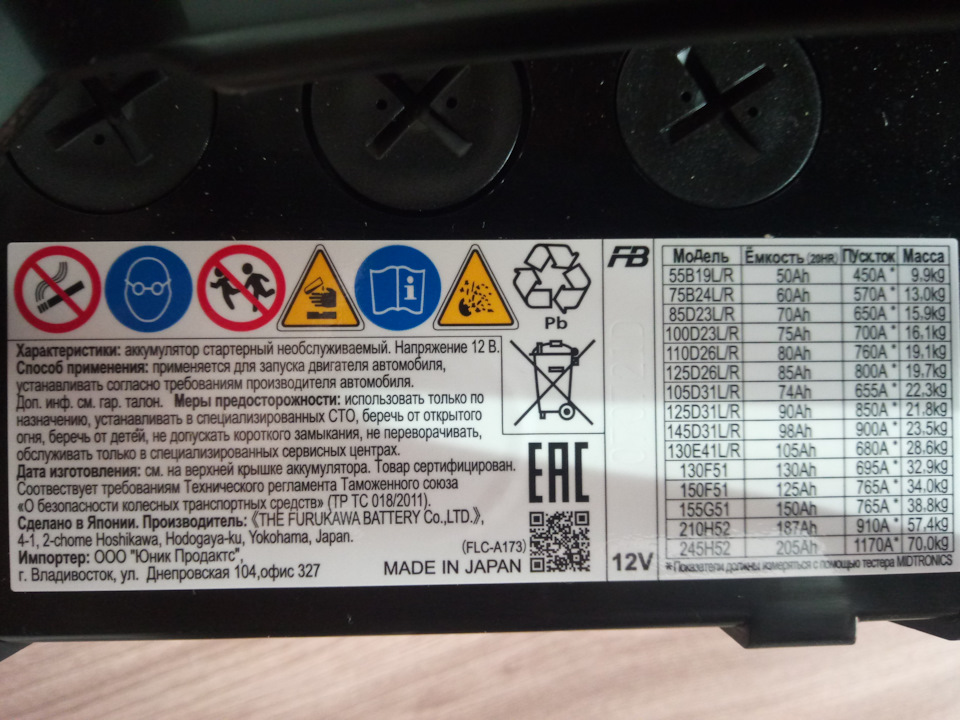 Pb
Характеристики: аккумулятор стартерный необслуживаемый. Напряжение 12 В.
Способ применения: применяется для запуска двигателя автомобиля,
устанавливать согласно требованиям производителя автомобиля.
Доп. инф. см. гар. талон. Меры предосторожности: использовать только по
назначению, устанавливать в специализированных СТО, беречь от открытого
огня, беречь от детей, не допускать короткого замыкания, не переворачивать,
обслуживать только в специализированных сервисных центрах.
Дата изготовления: см. на верхней крышке аккумулятора. Товар сертифицирован.
Соотвествует требованиям Технического регламента Таможенного союза
«О безопасности колесных транспортных средств» (ТР ТС 018/2011).
Сделано в Японии. Производитель: 《THE FURUKAWA BATTERY Co.,LTD.》,
4-1, 2-chome Hoshikawa, Hodogaya-ku, Yokohama, Japan.
Импортер: ООО "Юник Продактс",
г. Владивосток, ул. Днепровская 104,офис 327
(FLC-A173)
MADE IN JAPAN
EAC
FB
12V
Модель Ёмкость (20HR) Пуск.ток Масса
55B19L/R 50Ah 450A * 9.9kg
75B24L/R 60Ah 570A * 13.0kg
85D23L/R 70Ah 650A * 15.9kg
100D23L/R 75Ah 700A * 16.1kg
110D26L/R 80Ah 760A * 19.1kg
125D26L/R 85Ah 800A * 19.7kg
105D31L/R 74Ah 655A * 22.3kg
125D31L/R 90Ah 850A * 21.8kg
145D31L/R 98Ah 900A * 23.5kg
130E41L/R 105Ah 680A * 28.6kg
130F51 130Ah 695A * 32.9kg
150F51 125Ah 765A * 34.0kg
155G51 150Ah 765A * 38.8kg
210H52 187Ah 910A * 57.4kg
245H52 205Ah 1170A * 70.0kg
*Показатели должны измеряться с помощью тестера MIDTRONICS